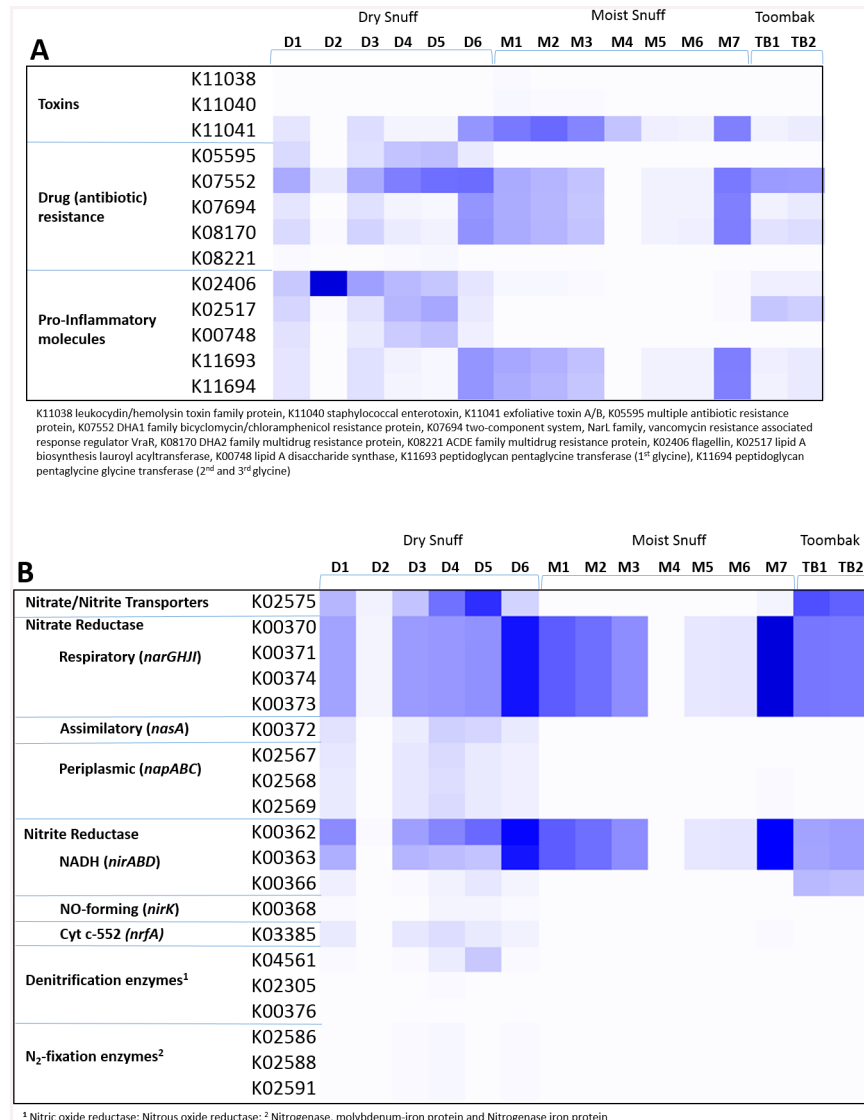 Dry Snuff Moist Snuff Toombak
A
D1 D2 D3 D4 D5 D6 M1 M2 M3 M4 M5 M6 M7 TB1 TB2
K11038
Toxins K11040
K11041
K05595
K07552
Drug (antibiotic)
resistance
K07694
K08170
K08221
K02406
K02517
Pro-Inflammatory
molecules
K00748
K11693
K11694
K11038 leukocydin/hemolysin toxin family protein, K11040 staphylococcal enterotoxin, K11041 exfoliative toxin A/B, K05595 multiple antibiotic resistance
protein, K07552 DHA1 family bicyclomycin/chloramphenicol resistance protein, K07694 two-component system, NarL family, vancomycin resistance associated
response regulator VraR, K08170 DHA2 family multidrug resistance protein, K08221 ACDE family multidrug resistance protein, K02406 flagellin, K02517 lipid A
biosynthesis lauroyl acyltransferase, K00748 lipid A disaccharide synthase, K11693 peptidoglycan pentaglycine transferase (1st glycine), K11694 peptidoglycan
pentaglycine glycine transferase (2nd and 3rd glycine)
Dry Snuff Moist Snuff Toombak
B
D1 D2 D3 D4 D5 D6 M1 M2 M3 M4 M5 M6 M7 TB1 TB2
Nitrate/Nitrite Transporters K02575
Nitrate Reductase K00370
Respiratory (narGHJI) K00371
K00374
K00373
Assimilatory (nasA) K00372
K02567
Periplasmic (napABC) K02568
K02569
Nitrite Reductase K00362
NADH (nirABD) K00363
K00366
NO-forming (nirK) K00368
Cyt c-552 (nrfA) K03385
K04561
Denitrification enzymes1 K02305
K00376
K02586
N2-fixation enzymes2 K02588
K02591
1 Nitric oxide reductase; Nitrous oxide reductase; 2 Nitrogenase, molybdenum-iron protein and Nitrogenase iron protein